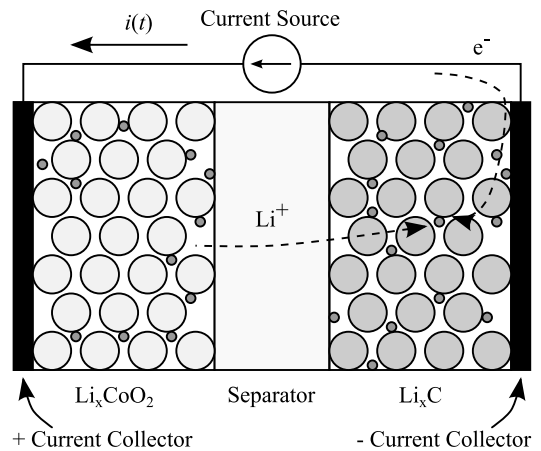 Current Source
i(t)
e⁻
Li⁺
LiₓCoO₂
Separator
LiₓC
+ Current Collector
- Current Collector